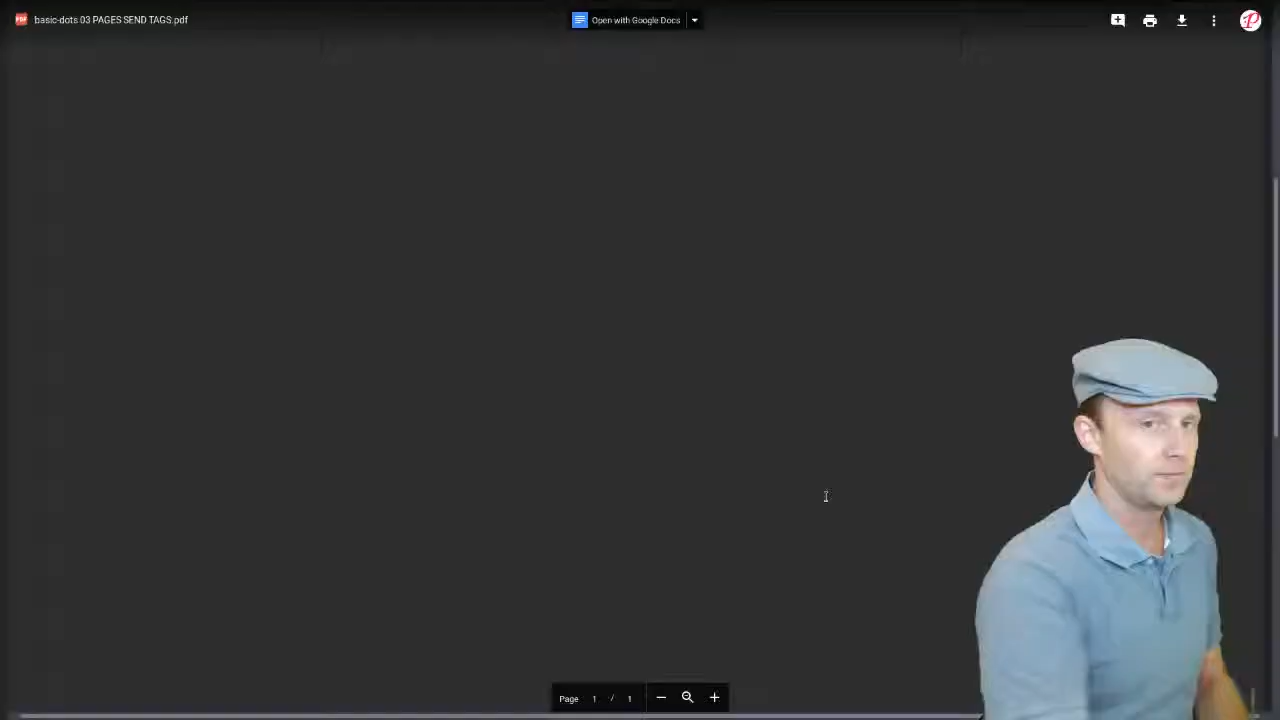 basic-dots 03 PAGES SEND TAGS.pdf
Open with Google Docs
Page 1 / 1